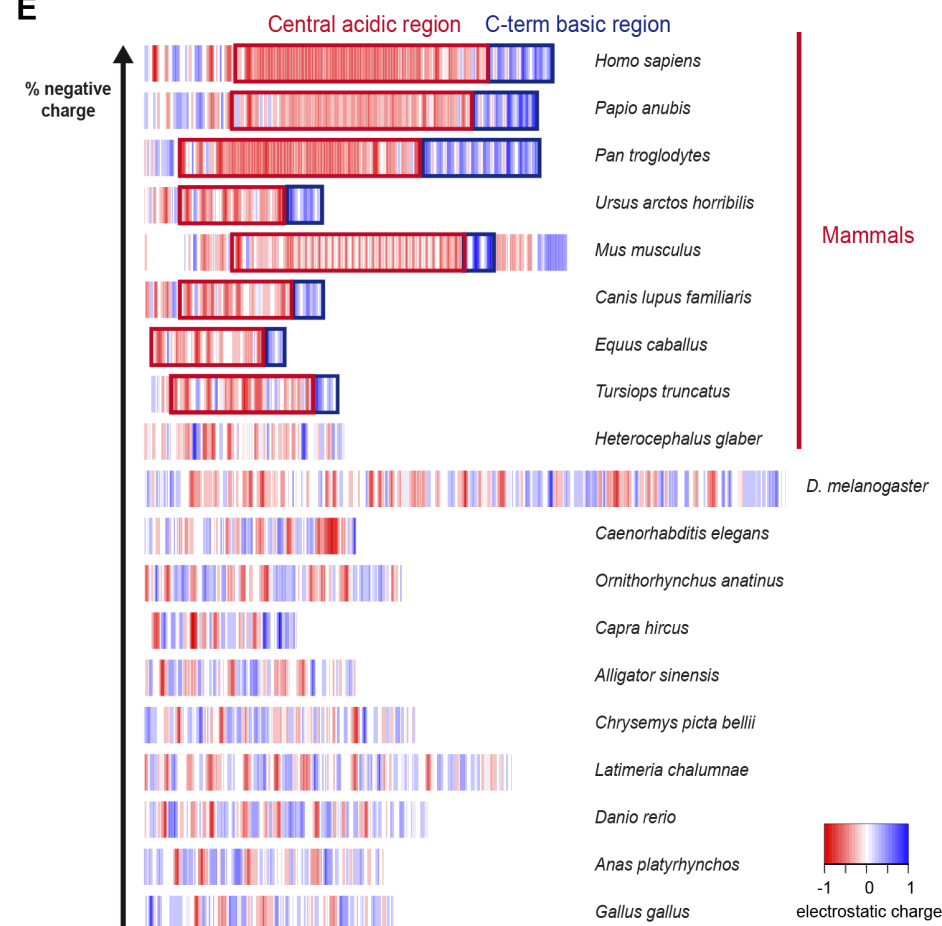 E
Central acidic region C-term basic region
% negative
charge
Homo sapiens
Papio anubis
Pan troglodytes
Ursus arctos horribilis
Mus musculus
Mammals
Canis lupus familiaris
Equus caballus
Tursiops truncatus
Heterocephalus glaber
D. melanogaster
Caenorhabditis elegans
Ornithorhynchus anatinus
Capra hircus
Alligator sinensis
Chrysemys picta bellii
Latimeria chalumnae
Danio rerio
Anas platyrhynchos
Gallus gallus
-1 0 1
electrostatic charge